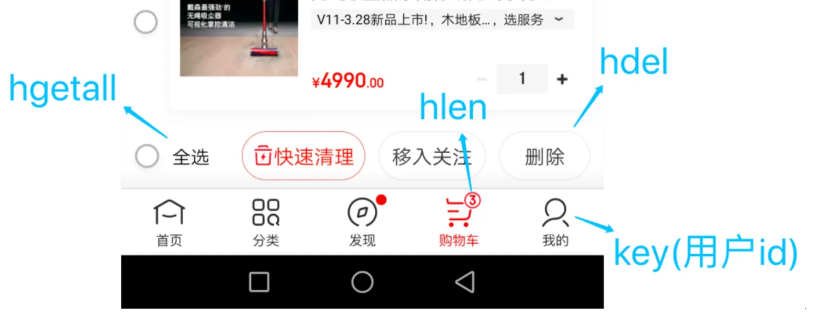 戴森最强劲¹的
无绳吸尘器
可视化掌控清洁
V11-3.28新品上市!，木地板…，选服务
¥4990.00
1
hgetall
hdel
hlen
全选
快速清理
移入关注
删除
3
首页
分类
发现
购物车
我的
key(用户id)